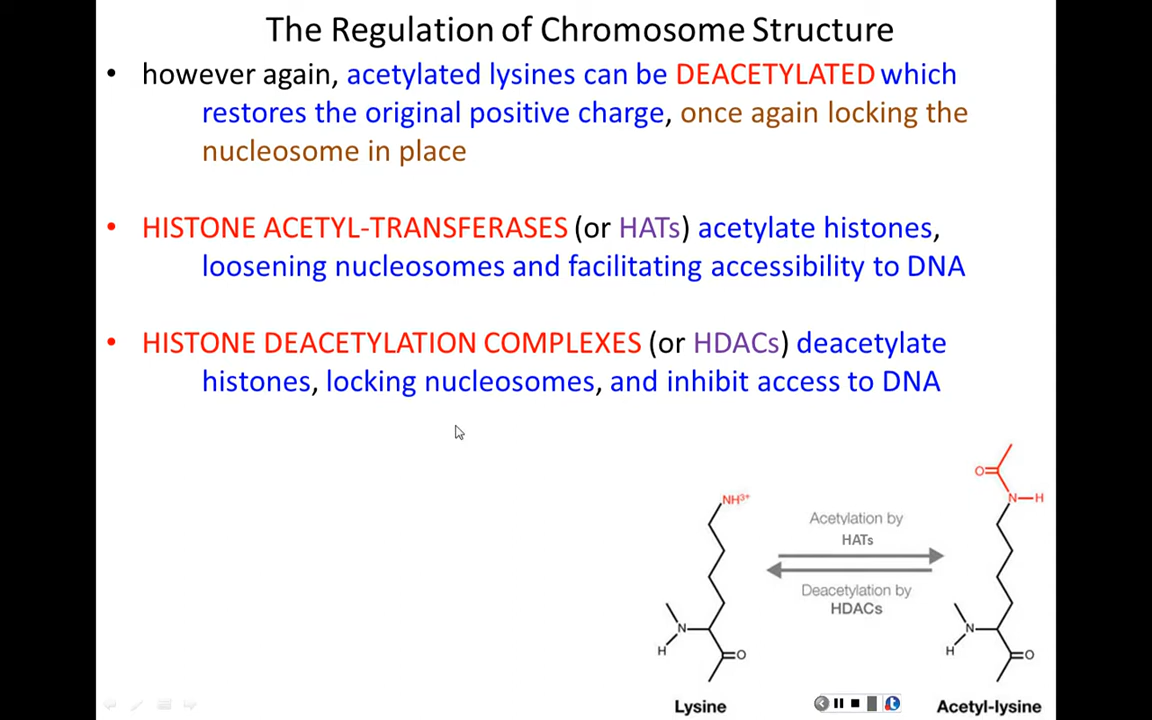 The Regulation of Chromosome Structure
• however again, acetylated lysines can be DEACETYLATED which
restores the original positive charge, once again locking the
nucleosome in place
• HISTONE ACETYL-TRANSFERASES (or HATs) acetylate histones,
loosening nucleosomes and facilitating accessibility to DNA
• HISTONE DEACETYLATION COMPLEXES (or HDACs) deacetylate
histones, locking nucleosomes, and inhibit access to DNA
O
NH³⁺
N H
Acetylation by
HATs
Deacetylation by
HDACs
N
H
O
N
H
O
Lysine
Acetyl-lysine